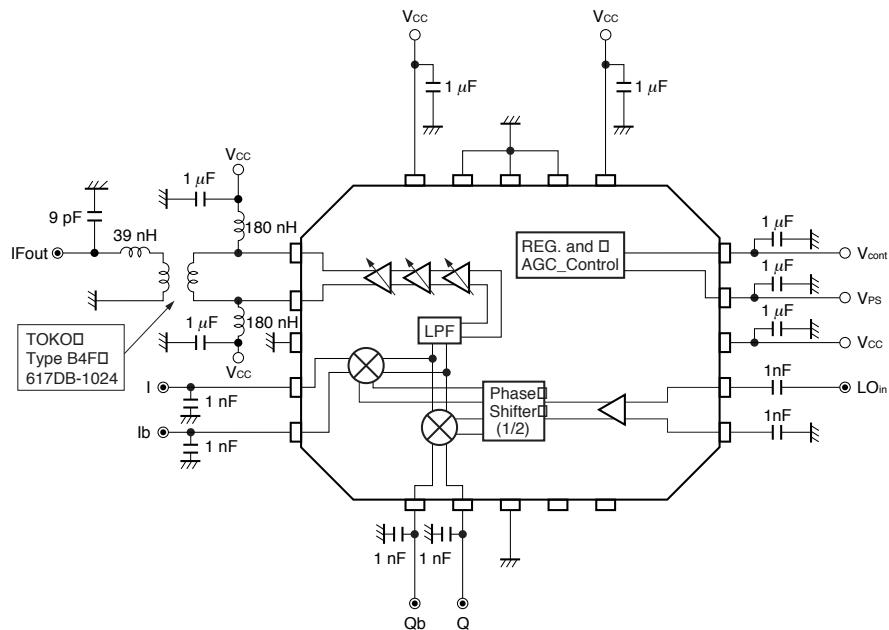 VCC
VCC
1 μF
1 μF
VCC
1 μF
9 pF
39 nH
180 nH
IFout
REG. and □
AGC_Control
1 μF
Vcont
1 μF
VPS
1 μF
VCC
TOKO□
Type B4F□
617DB-1024
1 μF
180 nH
VCC
LPF
I
1 nF
Ib
1 nF
Phase□
Shifter□
(1/2)
1nF
LOin
1nF
1 nF
1 nF
Qb
Q